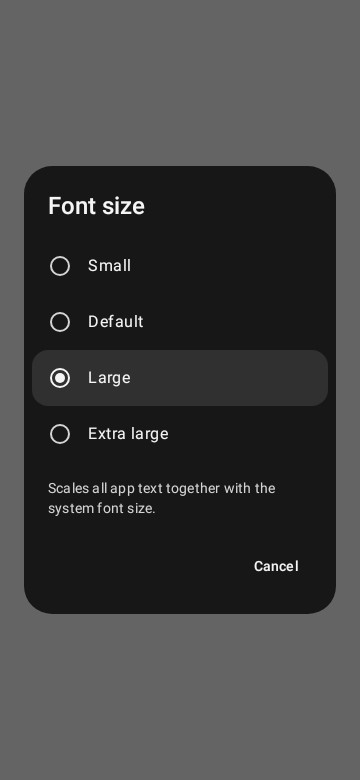 Font size
Small
Default
Large
Extra large
Scales all app text together with the
system font size.
Cancel